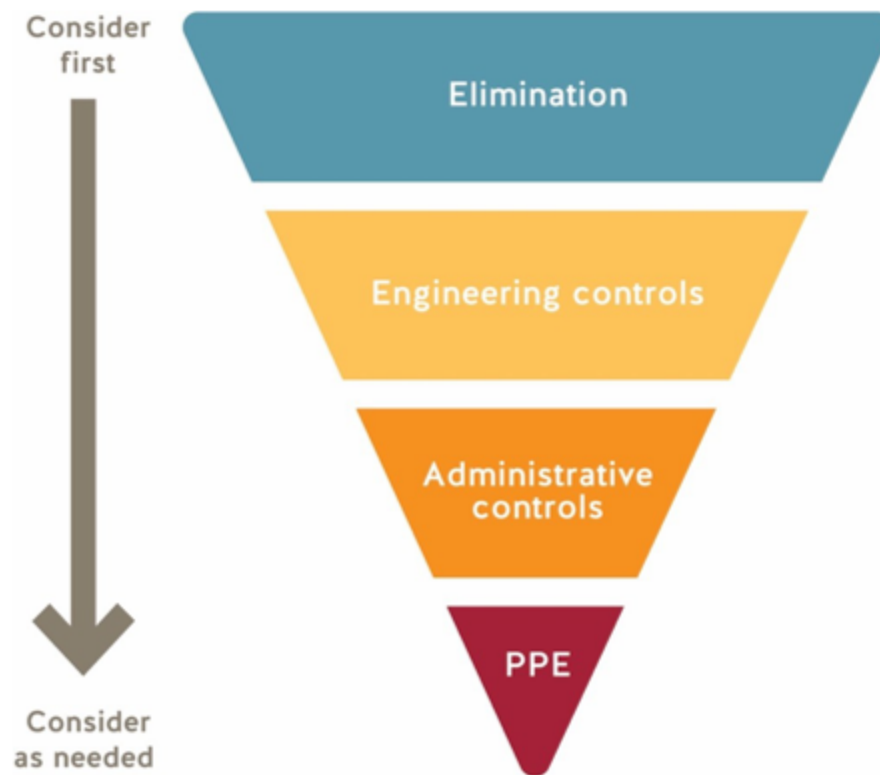 Consider
first
Elimination
Engineering controls
Administrative
controls
PPE
Consider
as needed